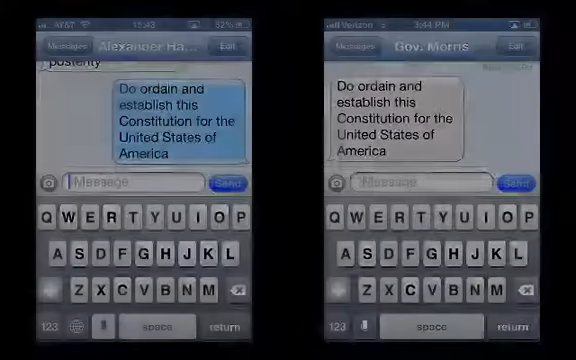 AT&T 15:43 52%
Messages Alexander Ha... Edit
posterity
Do ordain and
establish this
Constitution for the
United States of
America
Message
Send
Q W E R T Y U I O P
A S D F G H J K L
Z X C V B N M
123 space return
Verizon 3:44 PM
Messages Gov. Morris Edit
Do ordain and
establish this
Constitution for the
United States of
America
Message
Send
Q W E R T Y U I O P
A S D F G H J K L
Z X C V B N M
123 space return